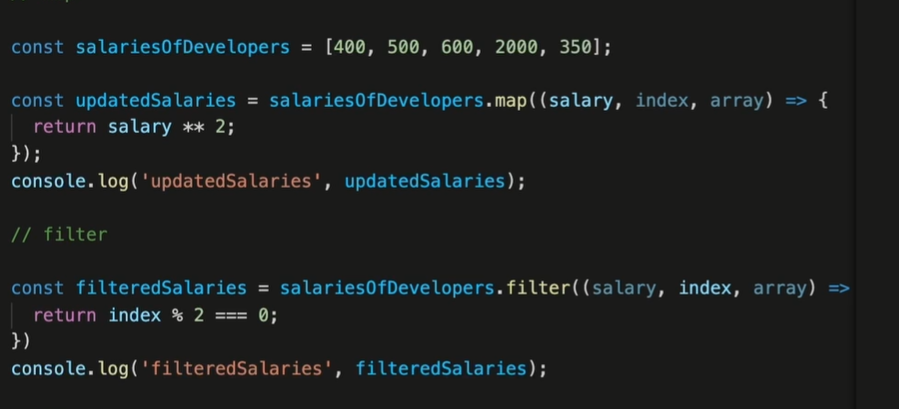 const salariesOfDevelopers = [400, 500, 600, 2000, 350];
const updatedSalaries = salariesOfDevelopers.map((salary, index, array) => {
return salary ** 2;
});
console.log('updatedSalaries', updatedSalaries);
// filter
const filteredSalaries = salariesOfDevelopers.filter((salary, index, array) =>
return index % 2 === 0;
})
console.log('filteredSalaries', filteredSalaries);